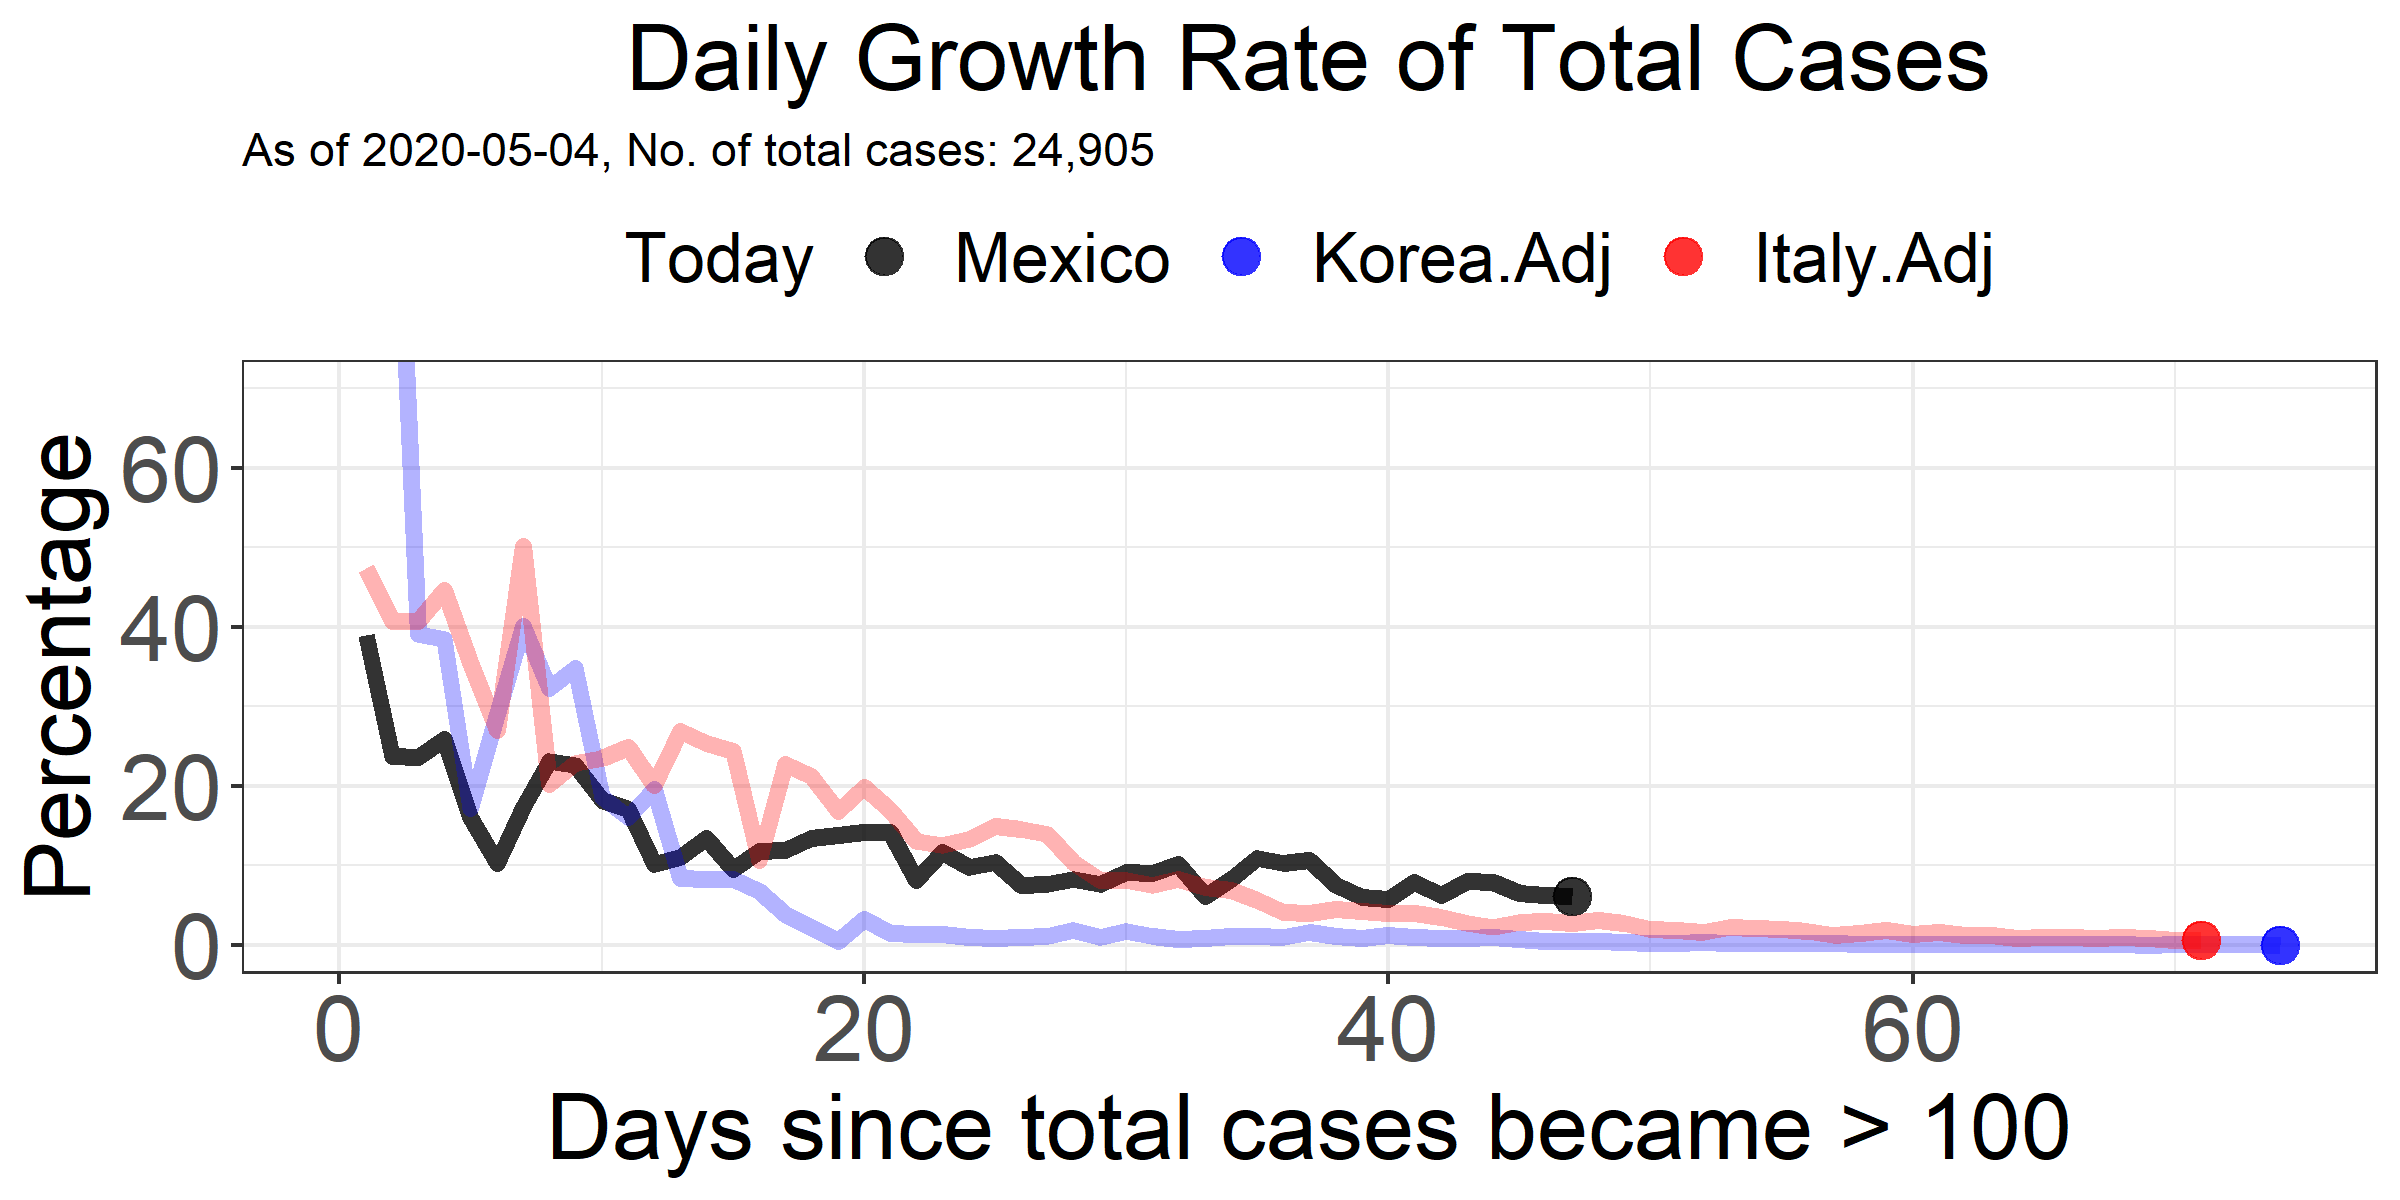 Daily Growth Rate of Total Cases
As of 2020-05-04, No. of total cases: 24,905
Today Mexico Korea.Adj Italy.Adj
Percentage
60
40
20
0
0 20 40 60
Days since total cases became > 100